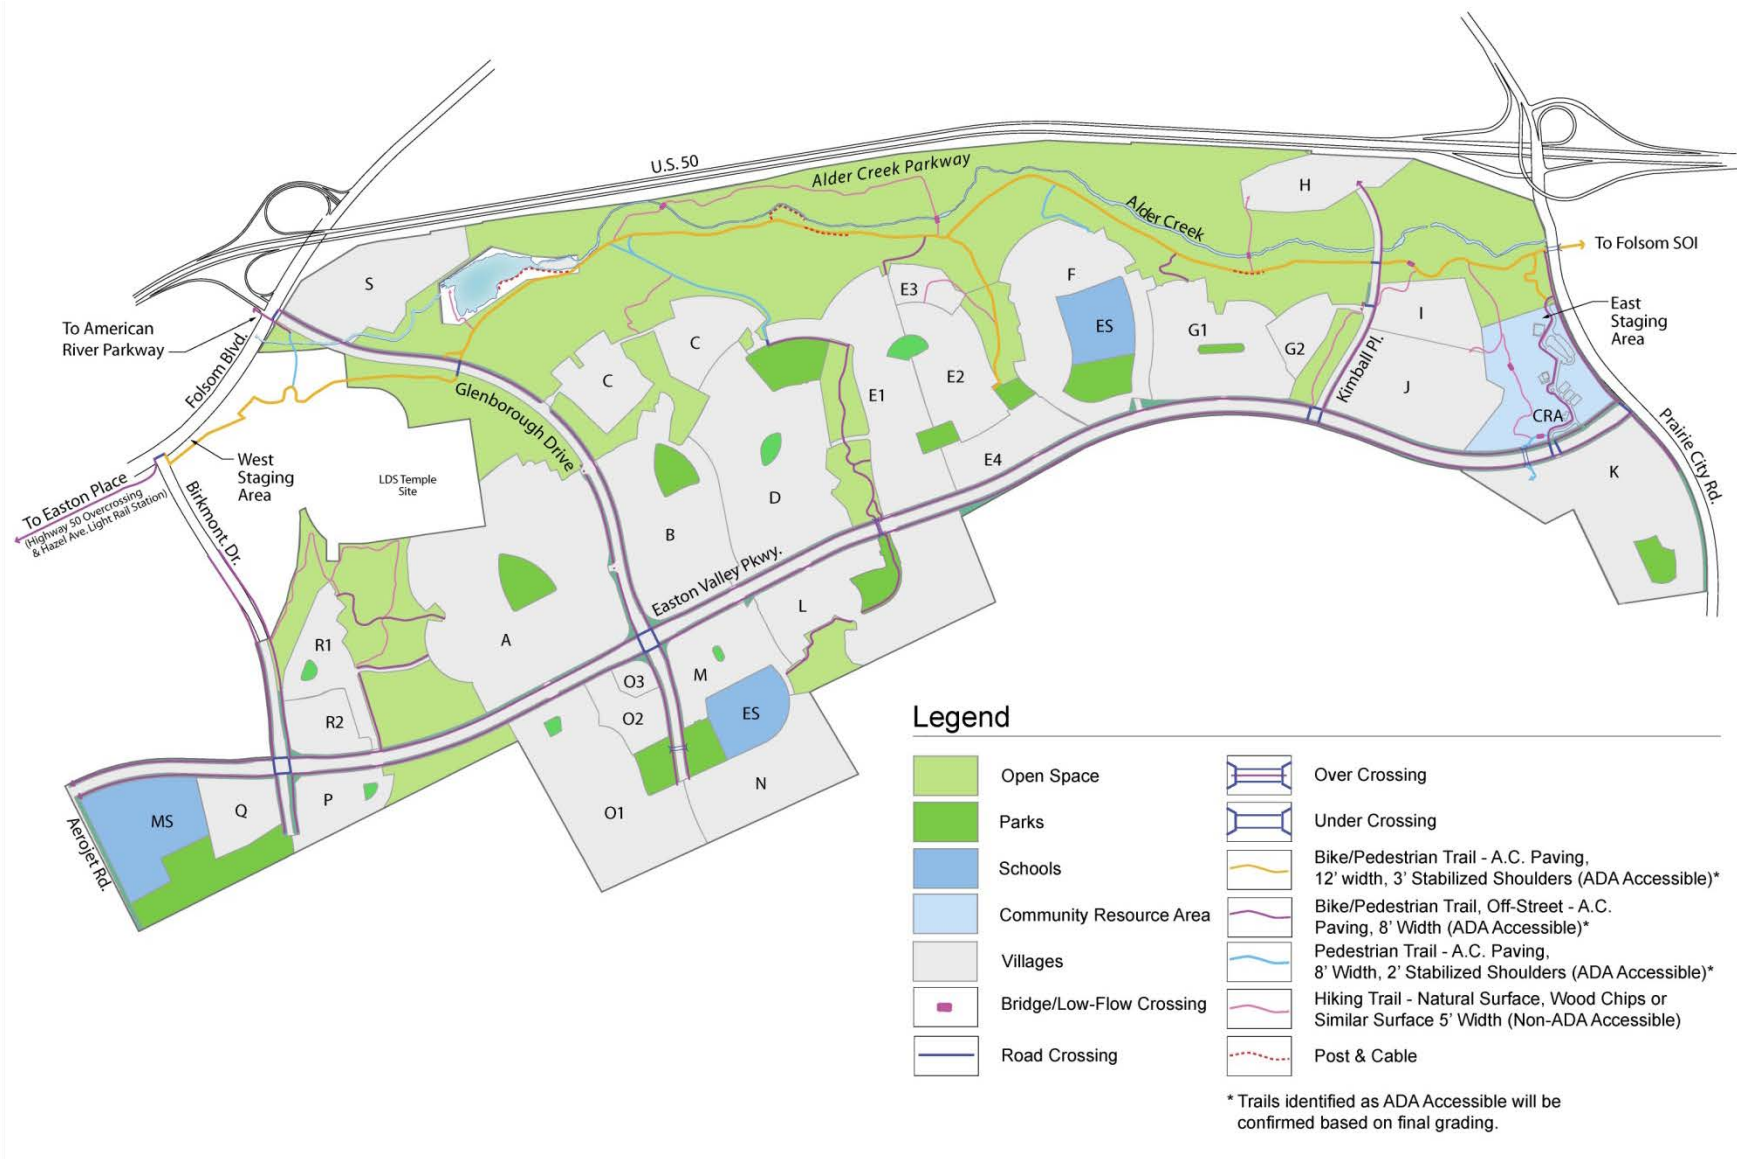 U.S. 50
Alder Creek Parkway
H
Alder Creek
To Folsom SOI
S
F
E3
East
Staging
Area
To American
River Parkway
ES
G1
I
G2
C
Folsom Blvd.
C
E2
E1
Kimball Pl.
J
Glenborough Drive
CRA
Prairie City Rd.
West
Staging
Area
LDS Temple
Site
E4
K
To Easton Place
(Highway 50 Overcrossing
& Hazel Ave. Light Rail Station)
Birkmont. Dr.
D
B
Easton Valley Pkwy.
L
A
R1
O3
M
R2
O2
ES
N
P
Q
MS
O1
Aerojet Rd.
Legend
Open Space
Parks
Schools
Community Resource Area
Villages
Bridge/Low-Flow Crossing
Road Crossing
Over Crossing
Under Crossing
Bike/Pedestrian Trail - A.C. Paving,
12' width, 3' Stabilized Shoulders (ADA Accessible)*
Bike/Pedestrian Trail, Off-Street - A.C.
Paving, 8' Width (ADA Accessible)*
Pedestrian Trail - A.C. Paving,
8' Width, 2' Stabilized Shoulders (ADA Accessible)*
Hiking Trail - Natural Surface, Wood Chips or
Similar Surface 5' Width (Non-ADA Accessible)
Post & Cable
* Trails identified as ADA Accessible will be
confirmed based on final grading.